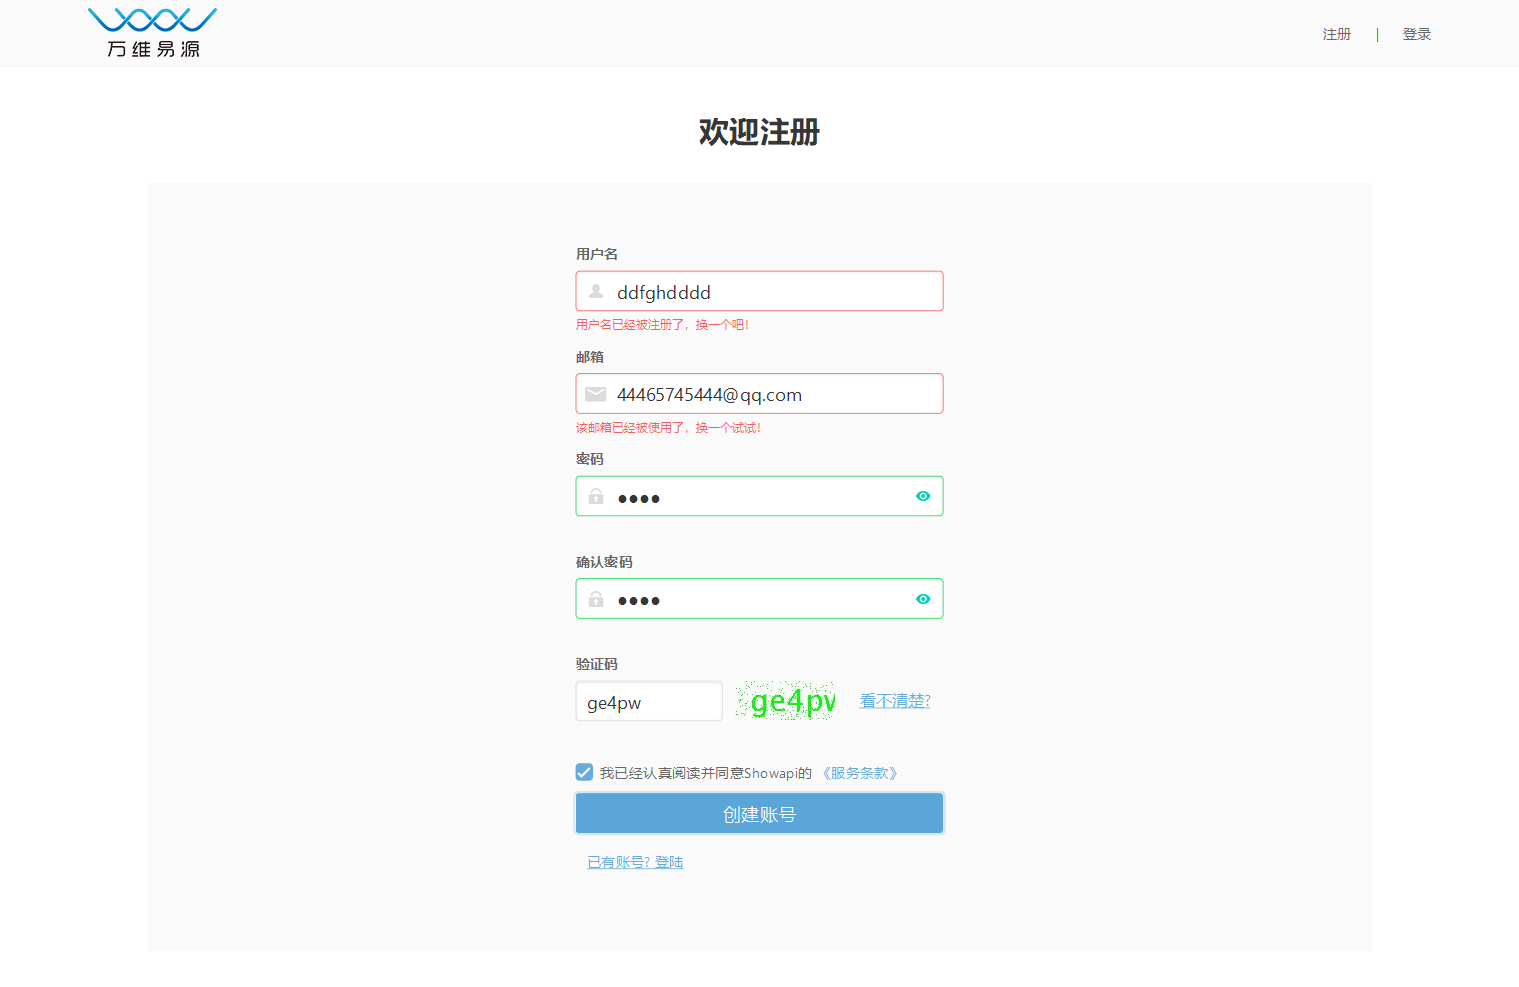 万维易源
注册 | 登录
欢迎注册
用户名
ddfghdddd
用户名已经被注册了，换一个吧！
邮箱
44465745444@qq.com
该邮箱已经被使用了，换一个试试！
密码
●●●●
确认密码
●●●●
验证码
ge4pw ge4pw 看不清楚?
我已经认真阅读并同意Showapi的 《服务条款》
创建账号
已有账号? 登陆